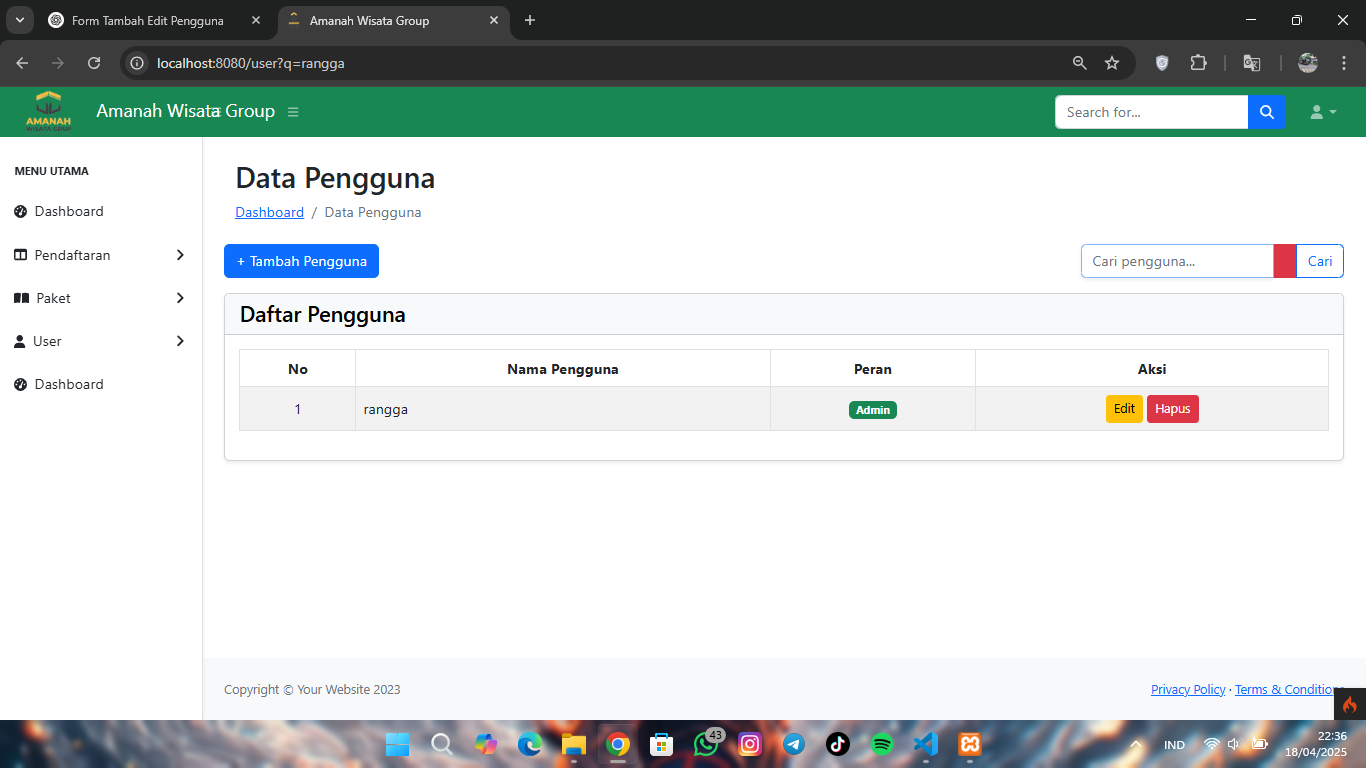 Form Tambah Edit Pengguna
Amanah Wisata Group
localhost:8080/user?q=rangga
AMANAH
WISATA GRUP
Amanah Wisata Group
Search for...
MENU UTAMA
Dashboard
Pendaftaran
Paket
User
Dashboard
Data Pengguna
Dashboard / Data Pengguna
+ Tambah Pengguna
Cari pengguna...
Cari
Daftar Pengguna
No Nama Pengguna Peran Aksi
1 rangga Admin Edit Hapus
Copyright © Your Website 2023
Privacy Policy · Terms & Conditions
43
IND
22:36
18/04/2025